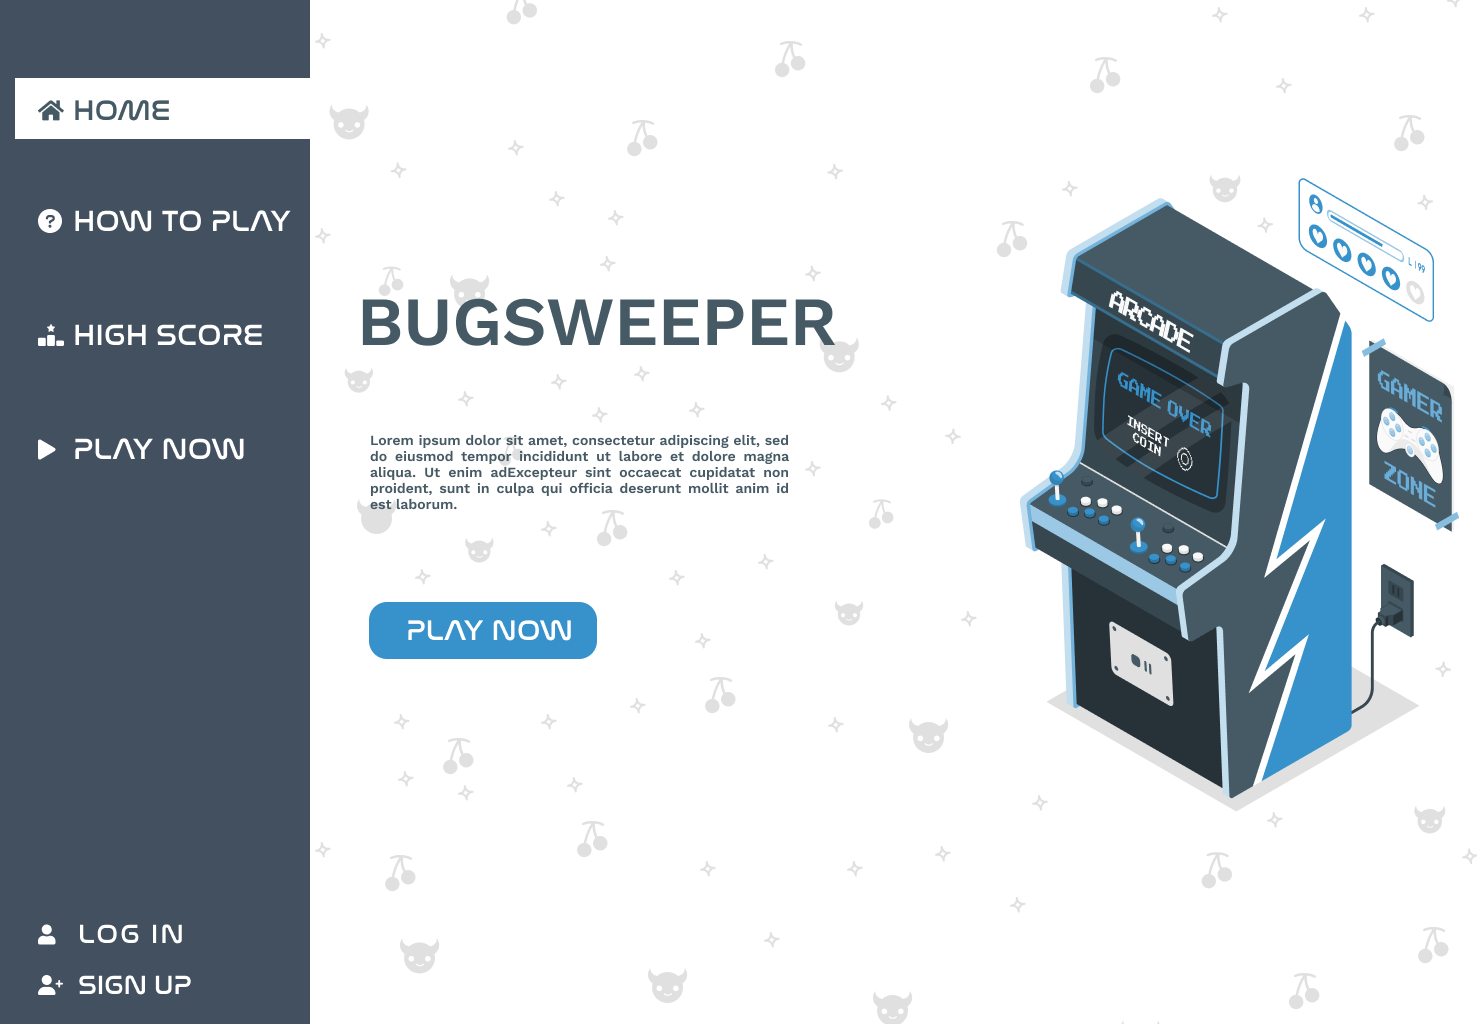 HOME
HOW TO PLAY
HIGH SCORE
PLAY NOW
LOG IN
SIGN UP
BUGSWEEPER
Lorem ipsum dolor sit amet, consectetur adipiscing elit, sed
do eiusmod tempor incididunt ut labore et dolore magna
aliqua. Ut enim adExcepteur sint occaecat cupidatat non
proident, sunt in culpa qui officia deserunt mollit anim id
est laborum.
PLAY NOW
ARCADE
GAME OVER
INSERT
COIN
L 199
GAMER
ZONE